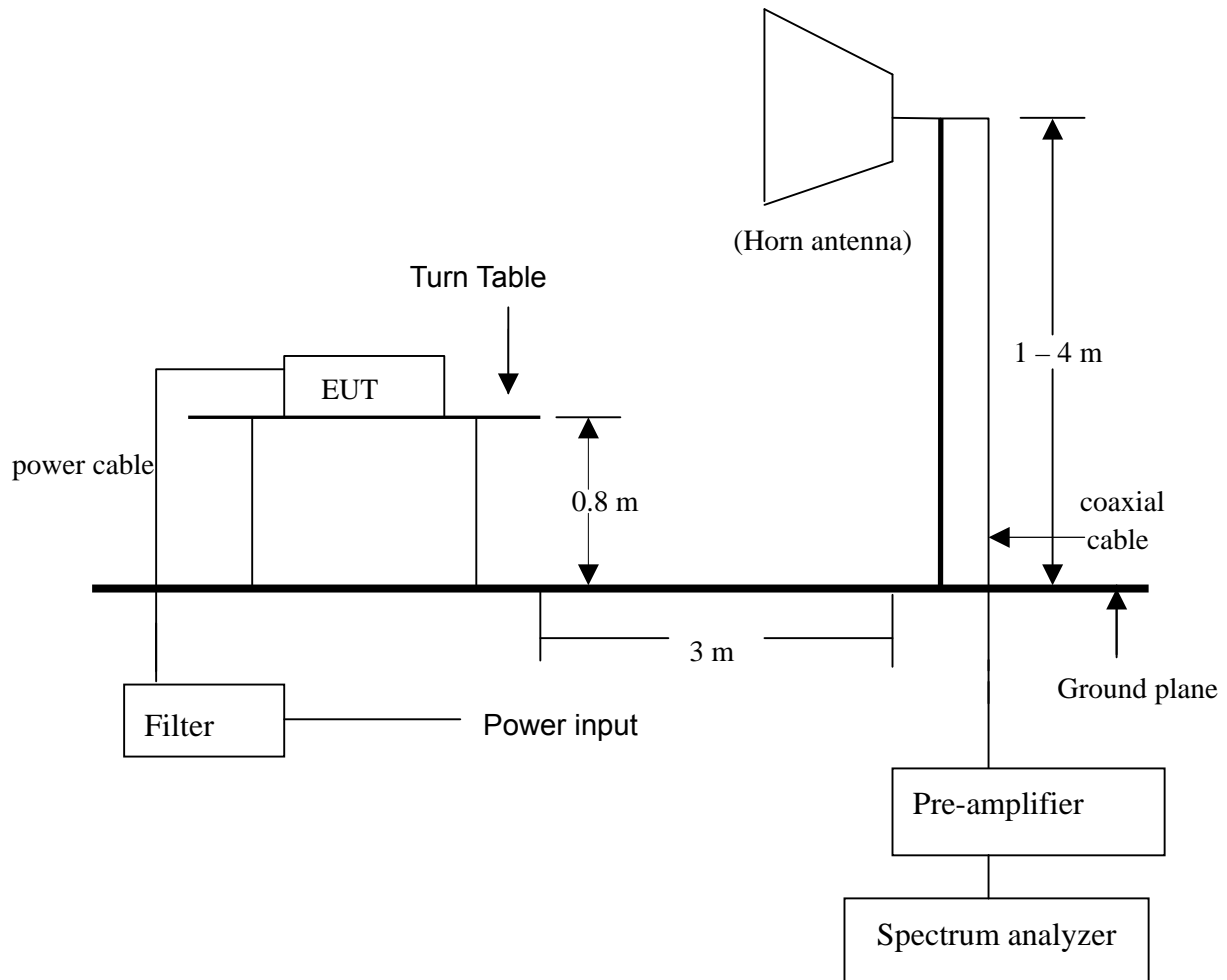 (Horn antenna)
Turn Table
1 – 4 m
EUT
power cable
0.8 m
coaxial
cable
3 m
Ground plane
Filter
Power input
Pre-amplifier
Spectrum analyzer